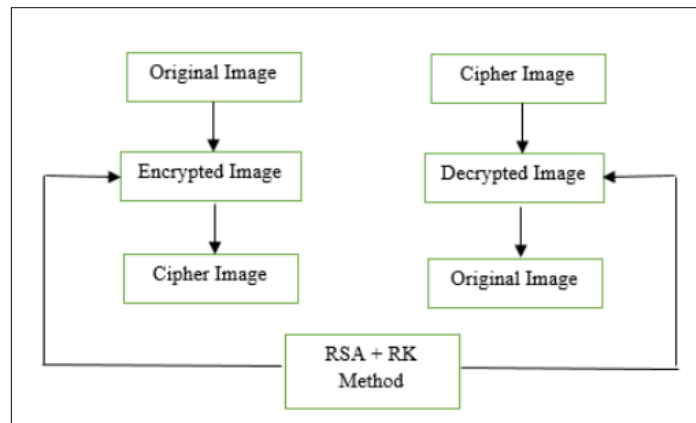 Original Image
Encrypted Image
Cipher Image
Cipher Image
Decrypted Image
Original Image
RSA + RK
Method